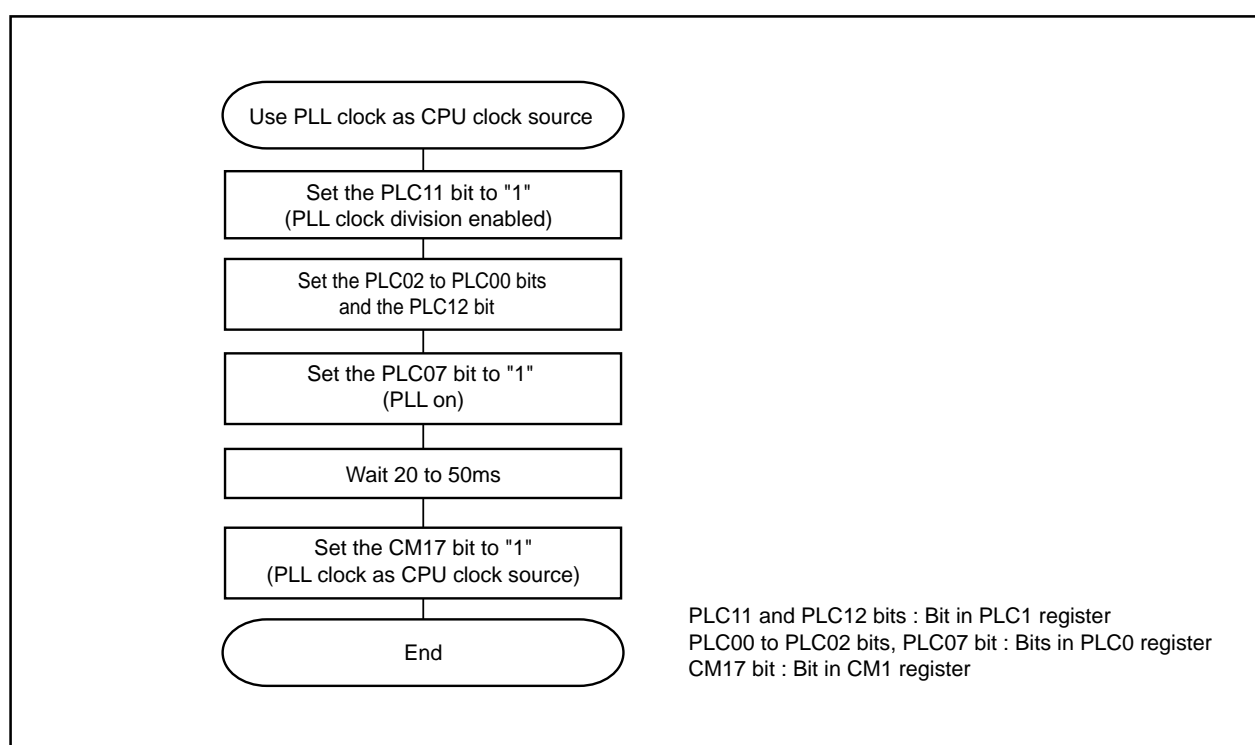 Use PLL clock as CPU clock source
Set the PLC11 bit to "1"
(PLL clock division enabled)
Set the PLC02 to PLC00 bits
and the PLC12 bit
Set the PLC07 bit to "1"
(PLL on)
Wait 20 to 50ms
Set the CM17 bit to "1"
(PLL clock as CPU clock source)
End
PLC11 and PLC12 bits : Bit in PLC1 register
PLC00 to PLC02 bits, PLC07 bit : Bits in PLC0 register
CM17 bit : Bit in CM1 register